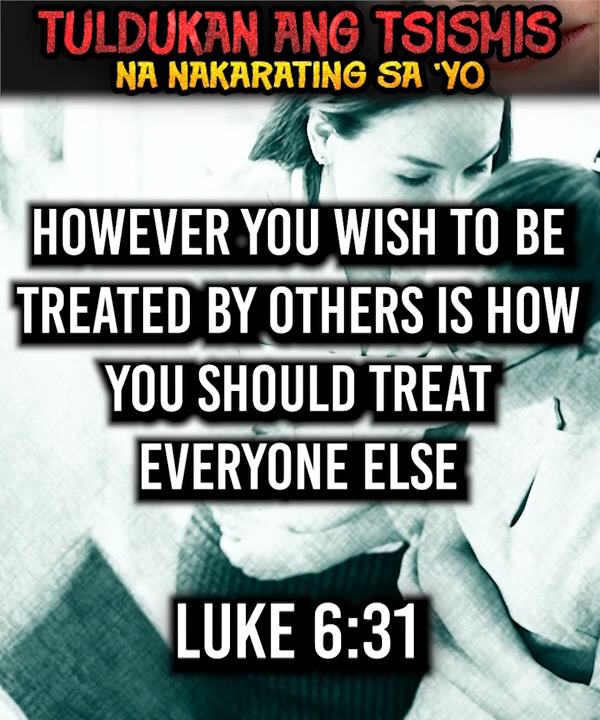 TULDUKAN ANG TSISMIS
NA NAKARATING SA 'YO
HOWEVER YOU WISH TO BE
TREATED BY OTHERS IS HOW
YOU SHOULD TREAT
EVERYONE ELSE
LUKE 6:31